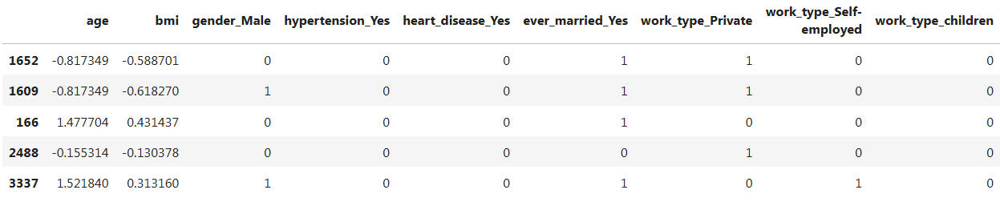 age bmi gender_Male hypertension_Yes heart_disease_Yes ever_married_Yes work_type_Private work_type_Self-employed work_type_children
1652 -0.817349 -0.588701 0 0 0 1 1 0 0
1609 -0.817349 -0.618270 1 0 0 1 1 0 0
166 1.477704 0.431437 0 0 0 1 0 0 0
2488 -0.155314 -0.130378 0 0 0 0 1 0 0
3337 1.521840 0.313160 1 0 0 1 0 1 0